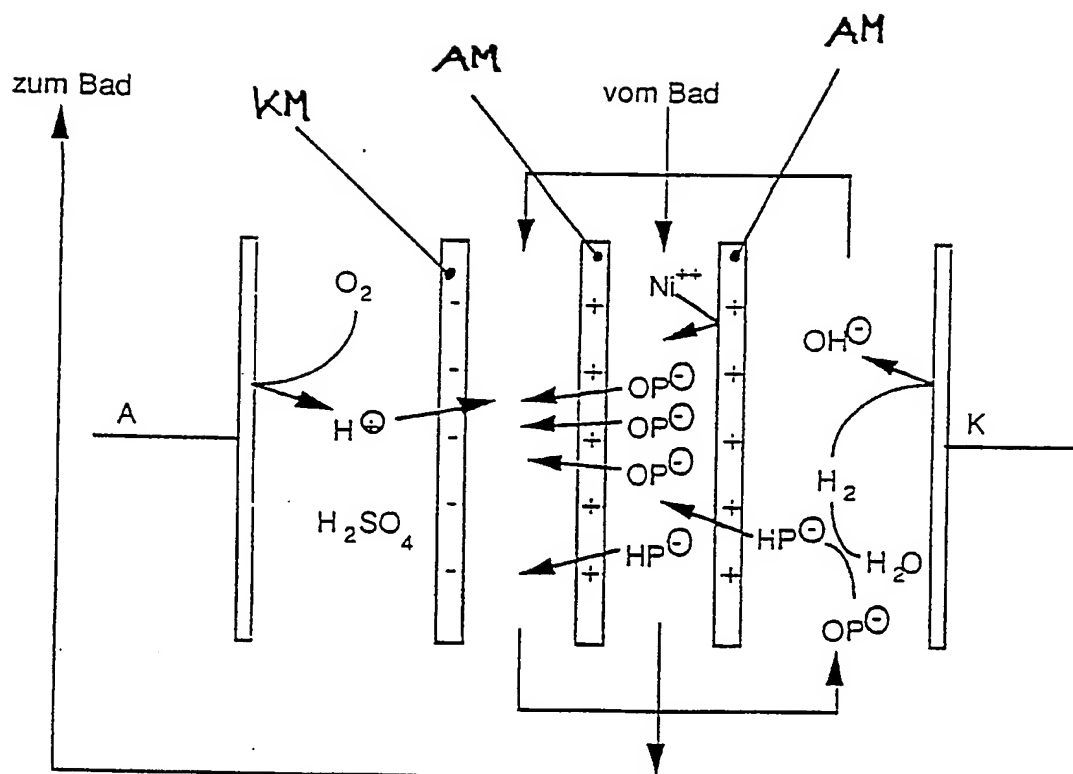 AM
AM
zum Bad
KM
vom Bad
O2
Ni++
OH⊖
OP⊖
A
H⊕
OP⊖
K
OP⊖
H2
H2SO4
HP⊖
HP⊖
H2O
OP⊖
- - - - -
+ + + + +
+ + + + +